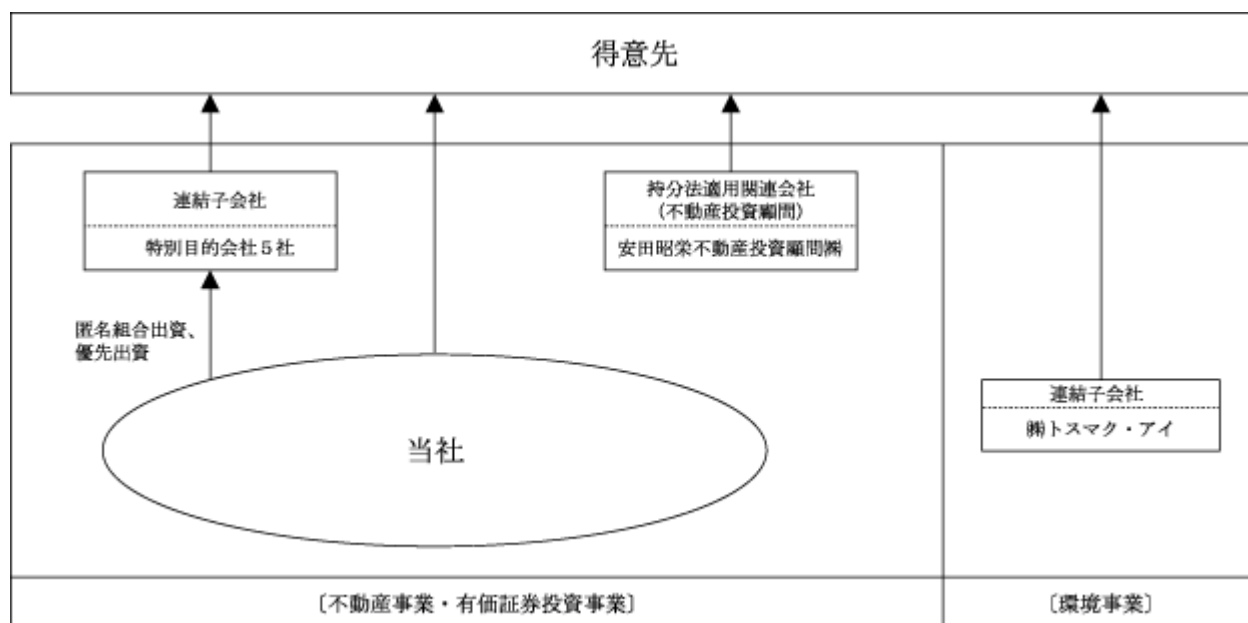 得意先
連結子会社
特別目的会社5社
持分法適用関連会社
(不動産投資顧問)
安田昭栄不動産投資顧問㈱
匿名組合出資、
優先出資
当社
連結子会社
㈱トスマク・アイ
〔不動産事業・有価証券投資事業〕
〔環境事業〕